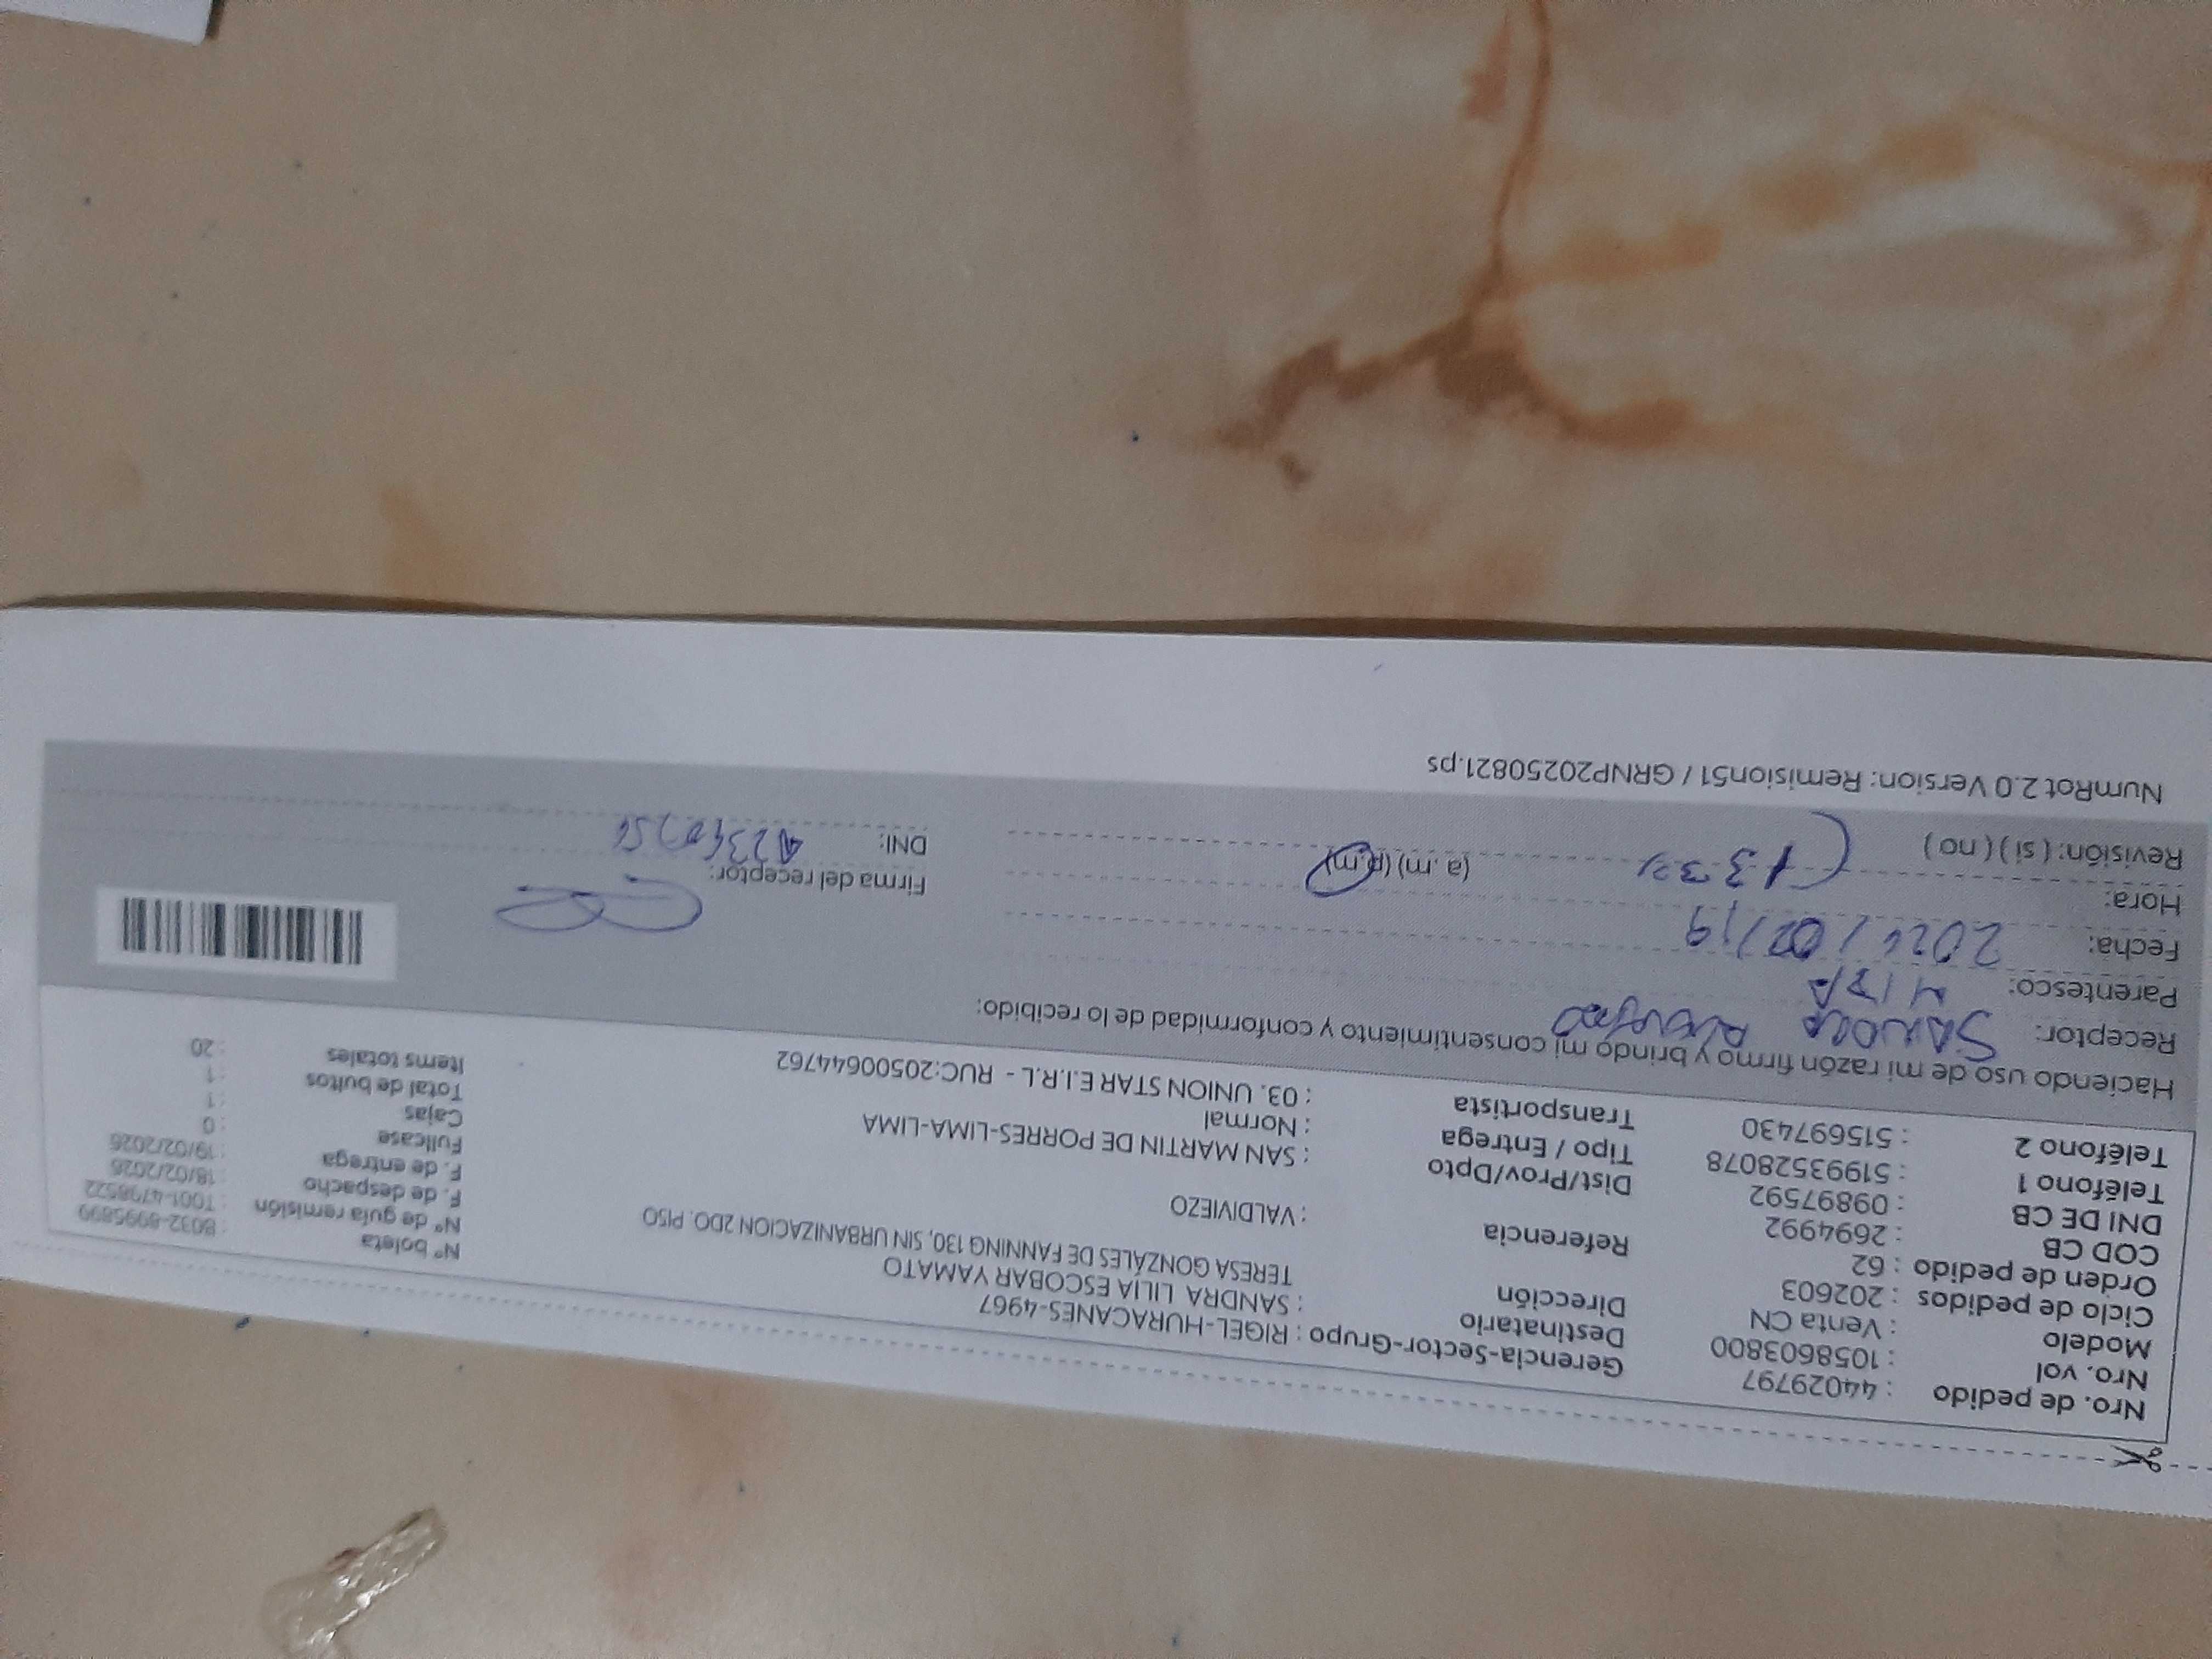 Nro. de pedido : 44029797
Nro. vol : 1058603800
Modelo : Venta CN
Ciclo de pedidos : 202603
Orden de pedido : 62
COD CB : 2694992
DNI DE CB : 09897592
Teléfono 1 : 51993528078
Teléfono 2 : 515697430
Gerencia-Sector-Grupo : RIGEL-HURACANES-4967
Destinatario : SANDRA LILIA ESCOBAR YAMATO
Dirección TERESA GONZÁLES DE FANNING 130, SIN URBANIZACION 2DO. PISO
Referencia : VALDIVIEZO
Dist/Prov/Dpto : SAN MARTIN DE PORRES-LIMA-LIMA
Tipo / Entrega : Normal
Transportista : 03. UNION STAR E.I.R.L - RUC:20500644762
N° boleta : B032-8995899
N° de guía remisión : T001-4798522
F. de despacho : 18/02/2026
F. de entrega : 19/02/2026
Fullcase : 0
Cajas : 1
Total de bultos : 1
Items totales : 20
Haciendo uso de mi razón firmo y brindo mi consentimiento y conformidad de lo recibido:
Receptor:
Parentesco:
Fecha: 02/19
Hora: (a. m) (p.m)
Revisión: ( si ) ( no )
Firma del receptor:
DNI:
NumRot 2.0 Version: Remision51 / GRNP20250821.ps